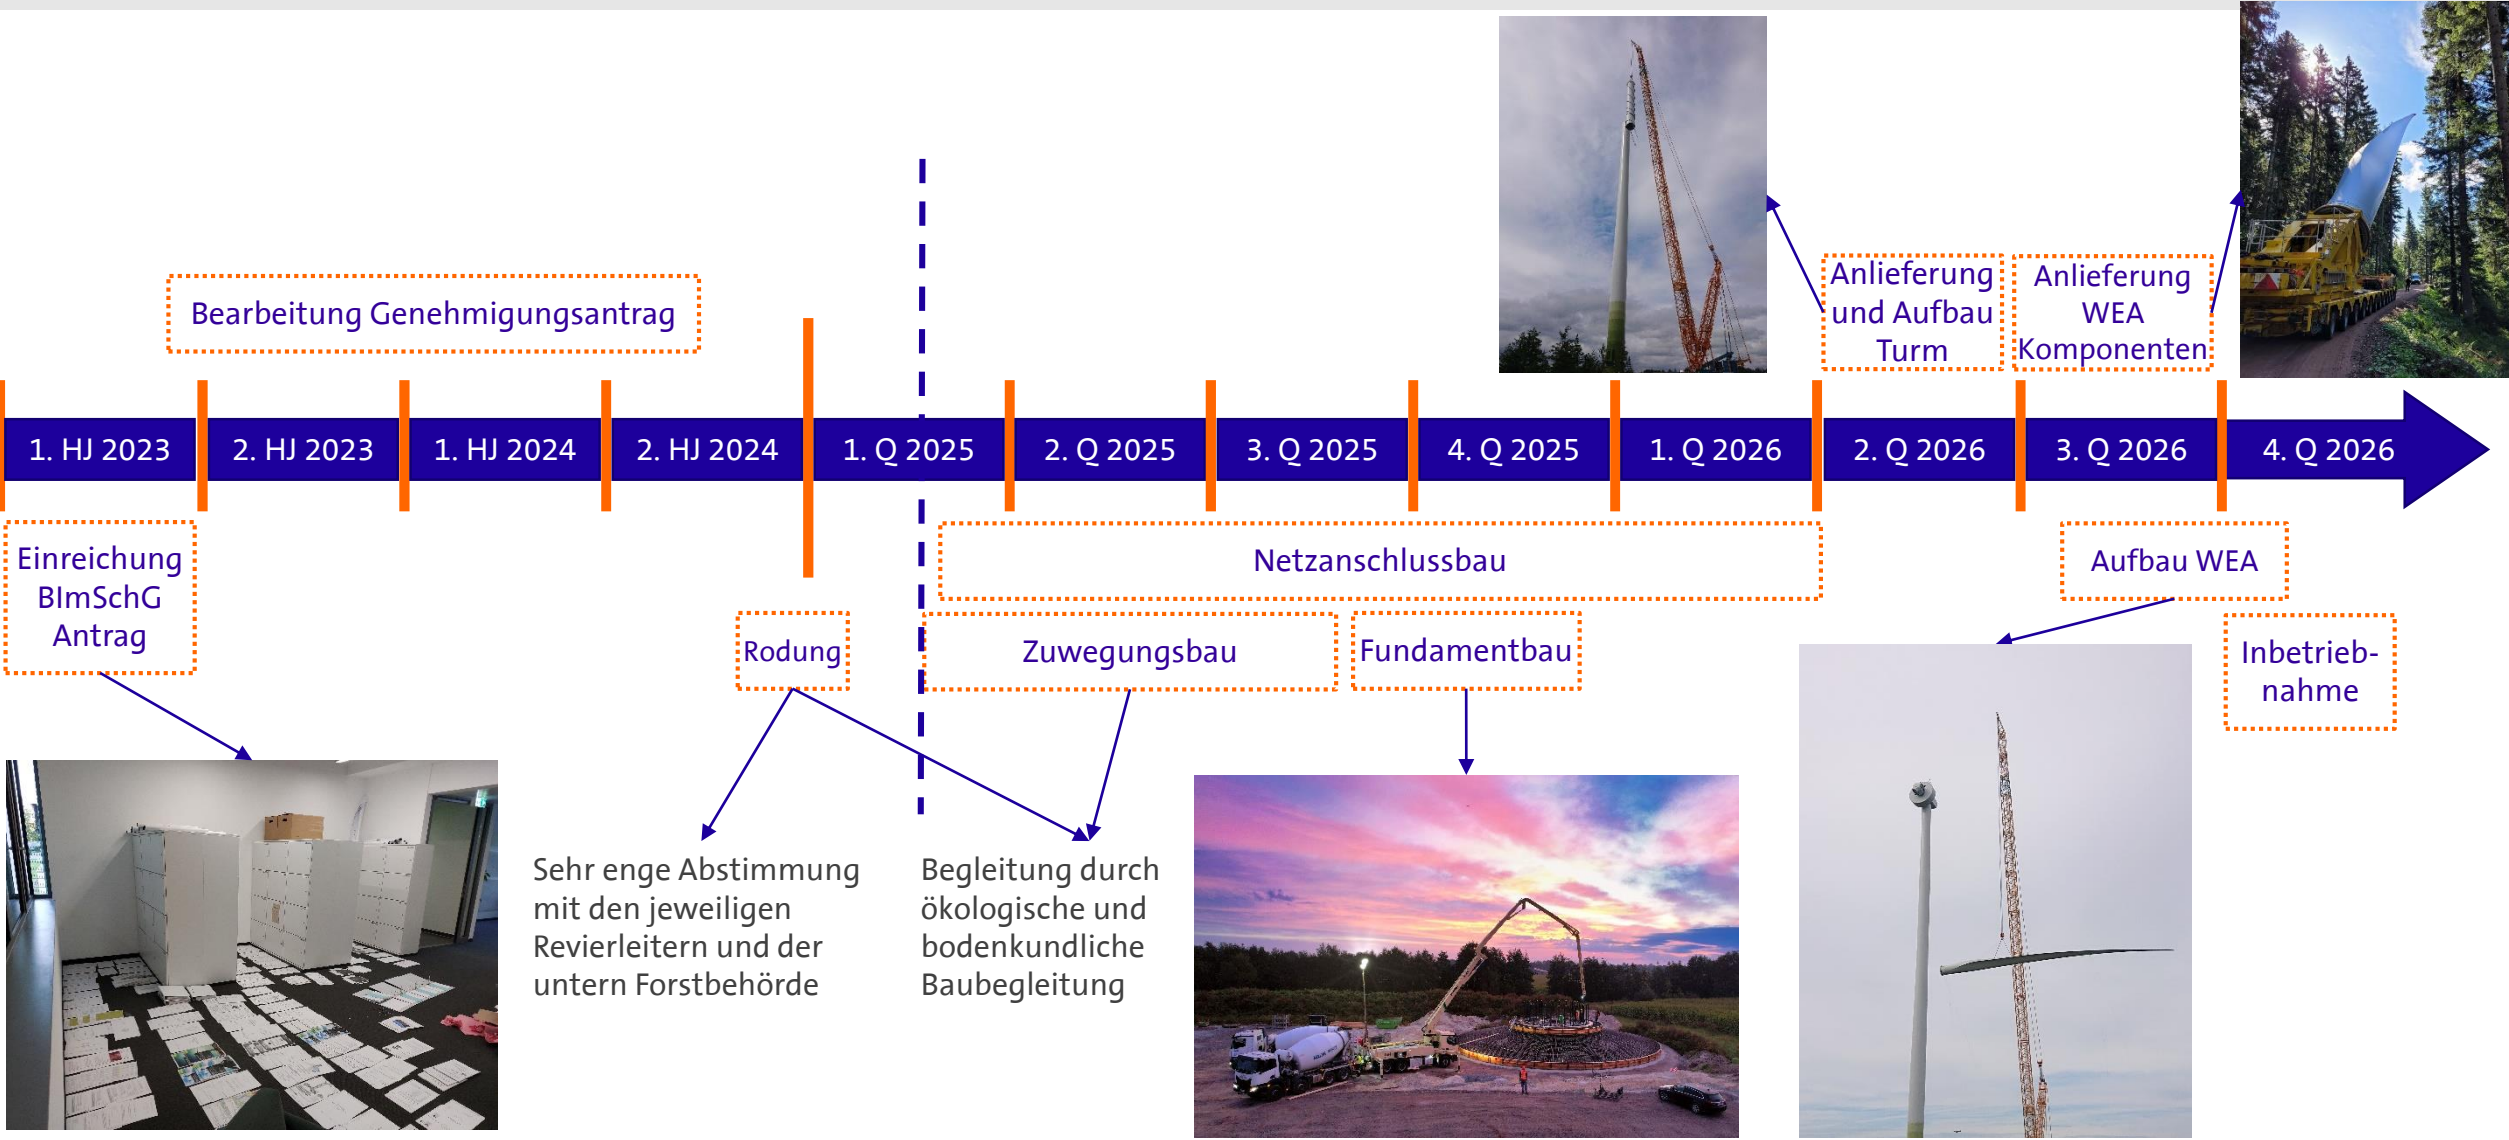 Bearbeitung Genehmigungsantrag
Anlieferung
und Aufbau
Turm
Anlieferung
WEA
Komponenten
1. HJ 2023
2. HJ 2023
1. HJ 2024
2. HJ 2024
1. Q 2025
2. Q 2025
3. Q 2025
4. Q 2025
1. Q 2026
2. Q 2026
3. Q 2026
4. Q 2026
Einreichung
BImSchG
Antrag
Netzanschlussbau
Aufbau WEA
Rodung
Zuwegungsbau
Fundamentbau
Inbetrieb-
nahme
Sehr enge Abstimmung
mit den jeweiligen
Revierleitern und der
untern Forstbehörde
Begleitung durch
ökologische und
bodenkundliche
Baubegleitung